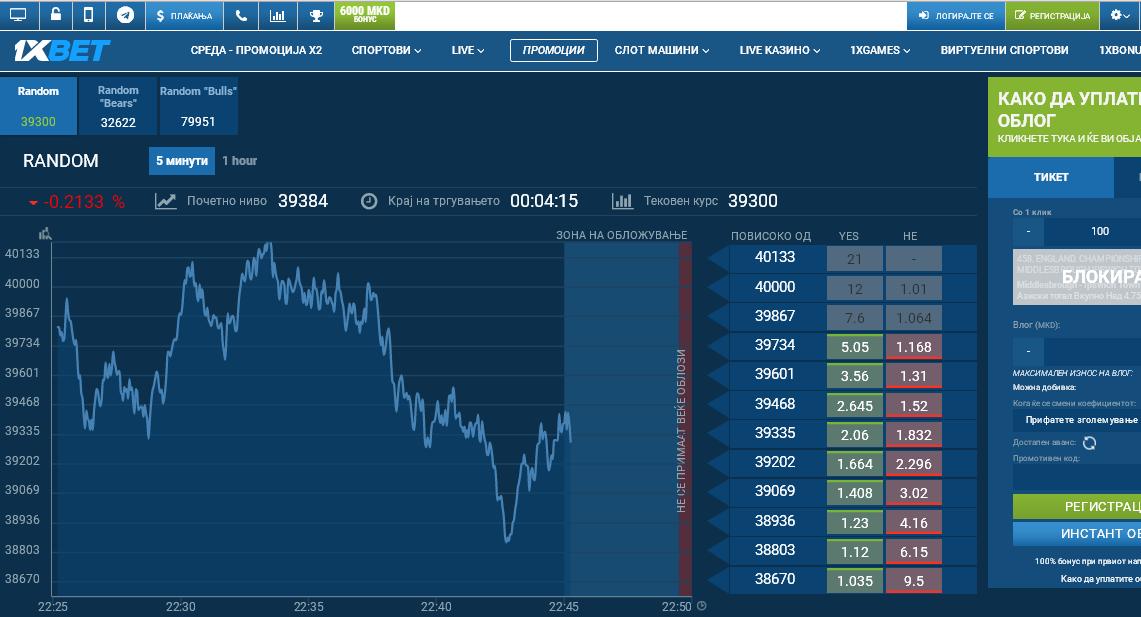 $ ПЛАЌАЊА
6000 MKD
БОНУС
ЛОГИРАЈТЕ СЕ
РЕГИСТРАЦИЈА
1XBET
СРЕДА - ПРОМОЦИЈА X2
СПОРТОВИ
LIVE
ПРОМОЦИИ
СЛОТ МАШИНИ
LIVE КАЗИНО
1XGAMES
ВИРТУЕЛНИ СПОРТОВИ
1XBONU
Random
39300
Random
"Bears"
32622
Random "Bulls"
79951
RANDOM
5 минути
1 hour
-0.2133 %
Почетно ниво 39384
Крај на тргувањето 00:04:15
Тековен курс 39300
ЗОНА НА ОБЛОЖУВАЊЕ
НЕ СЕ ПРИМААТ ВЕЌЕ ОБЛОЗИ
40133
40000
39867
39734
39601
39468
39335
39202
39069
38936
38803
38670
22:25 22:30 22:35 22:40 22:45 22:50
ПОВИСОКО ОД YES НЕ
40133 21 -
40000 12 1.01
39867 7.6 1.064
39734 5.05 1.168
39601 3.56 1.31
39468 2.645 1.52
39335 2.06 1.832
39202 1.664 2.296
39069 1.408 3.02
38936 1.23 4.16
38803 1.12 6.15
38670 1.035 9.5
КАКО ДА УПЛАТИ
ОБЛОГ
КЛИКНЕТЕ ТУКА И ЌЕ ВИ ОБЈА
ТИКЕТ
Со 1 клик
- 100
458. ENGLAND. CHAMPIONSHIP
БЛОКИРА
Middlesbrough - Ipswich Town
Азиски тотал Вкупно Над 4.75
Влог (MKD):
-
МАКСИМАЛЕН ИЗНОС НА ВЛОГ:
Можна добивка:
Кога ќе се смени коефициентот:
Прифатете зголемување
Достапен аванс:
Промотивен код:
РЕГИСТРАЦ
ИНСТАНТ ОБ
100% бонус при првиот нап
Како да уплатите об